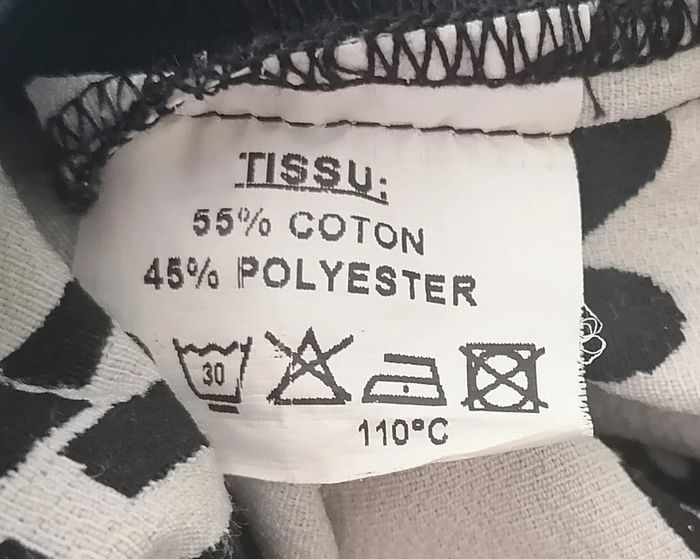 TISSU:
55% COTON
45% POLYESTER
30
110°C